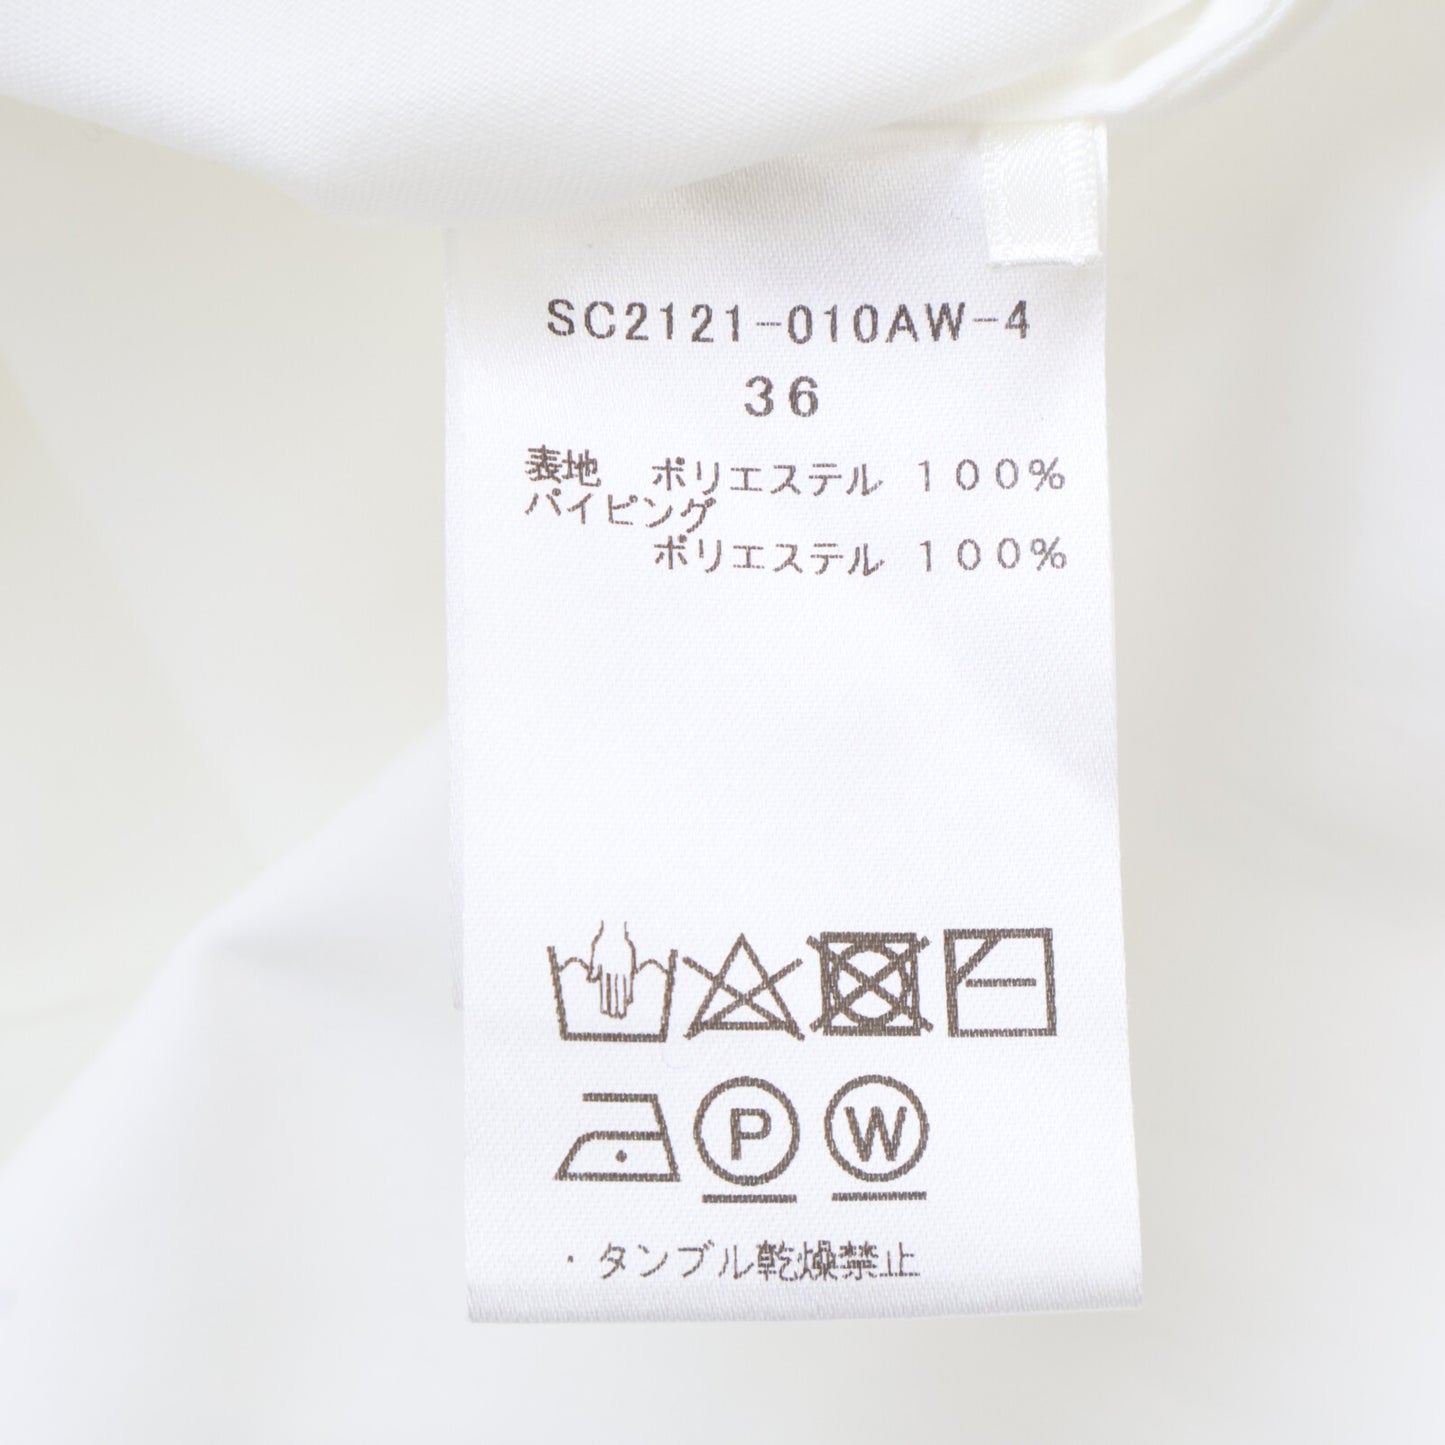 SC2121-010AW-4
36
表地 ポリエステル 100%
パイピング
ポリエステル 100%
P W
・タンブル乾燥禁止